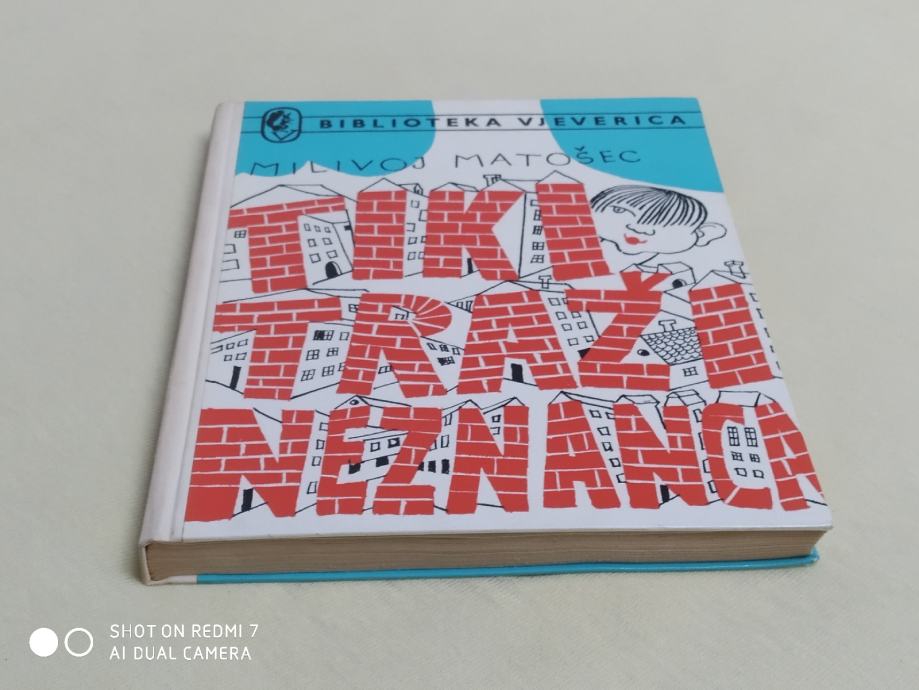 BIBLIOTEKA VJEVERICA
MILIVOJ MATOŠEC
TIKI
TRAŽI
NEZNANCA
SHOT ON REDMI 7
AI DUAL CAMERA